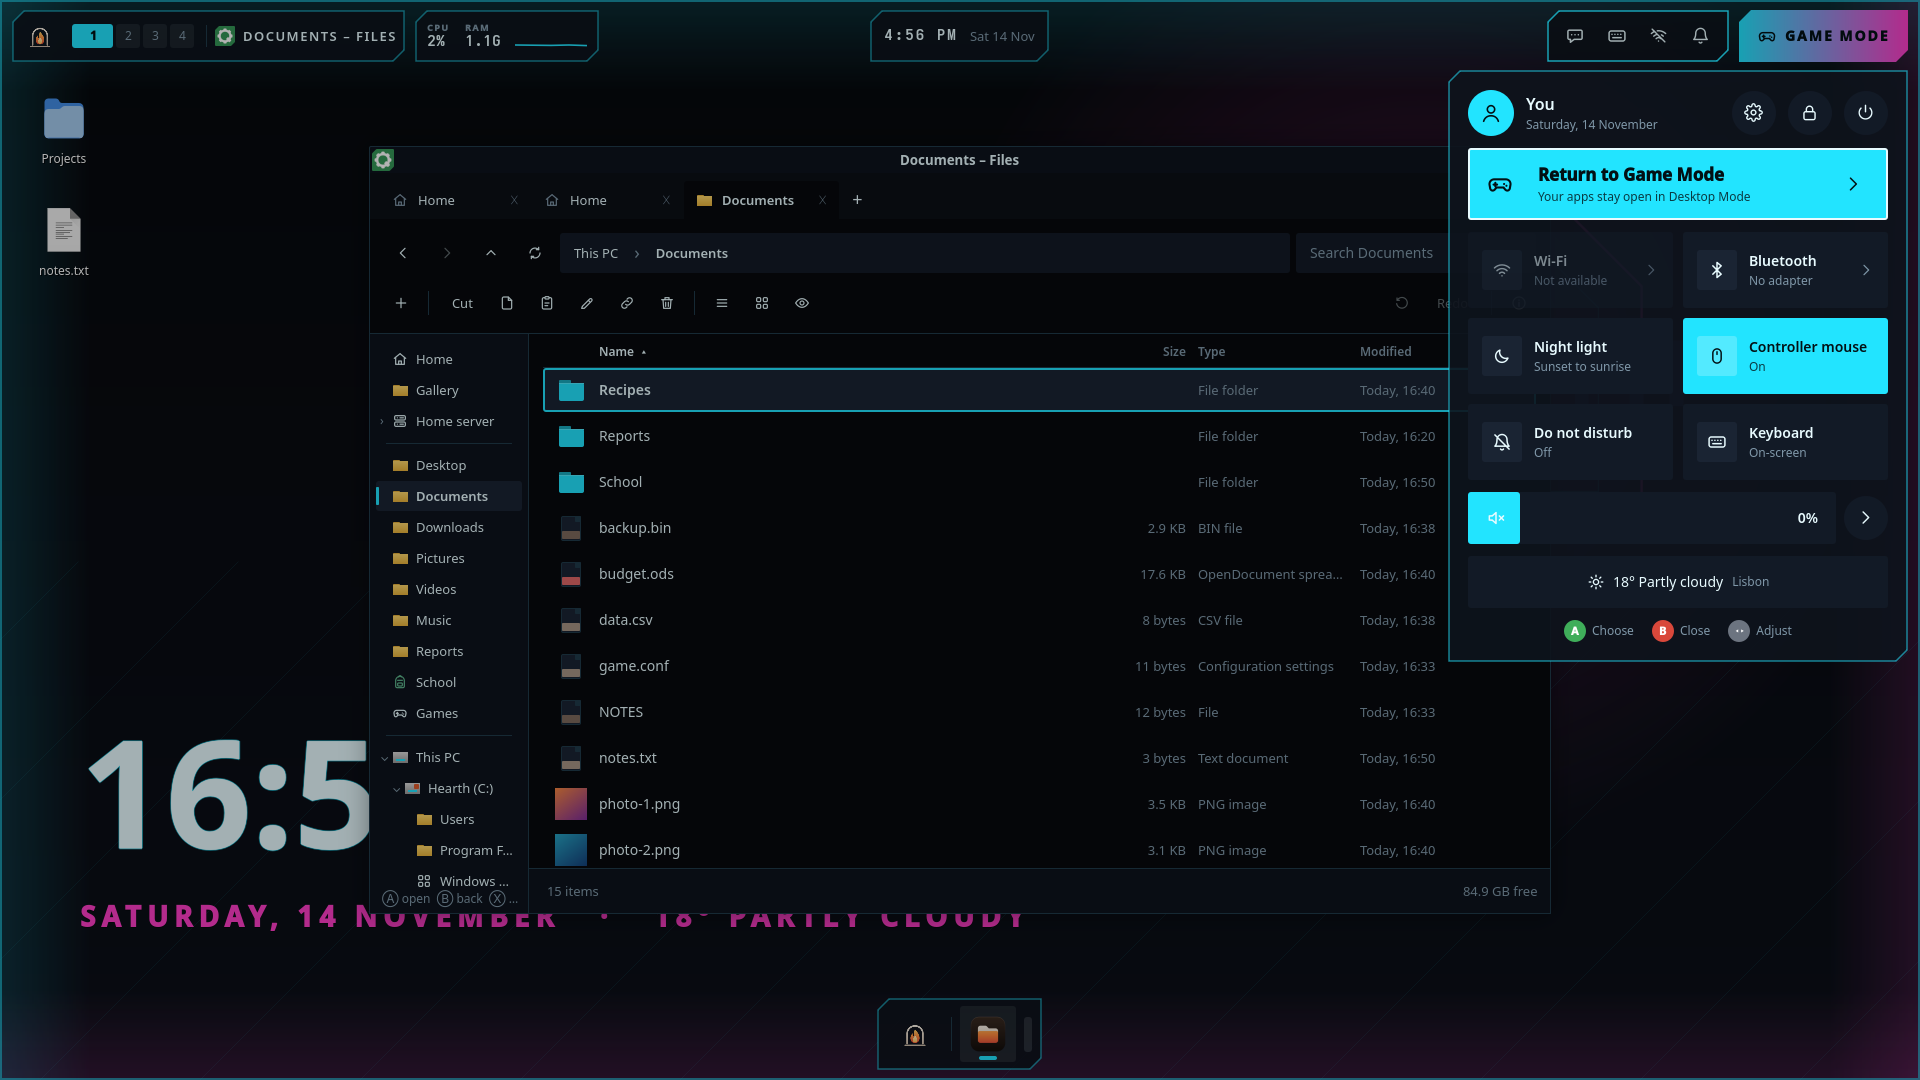 1 2 3 4 DOCUMENTS – FILES
CPU 2%
RAM 1.1G
4:56 PM Sat 14 Nov
GAME MODE
Projects
notes.txt
Documents – Files
Home X
Home X
Documents X +
This PC › Documents
Search Documents
Cut
Home
Gallery
Home server
Desktop
Documents
Downloads
Pictures
Videos
Music
Reports
School
Games
This PC
Hearth (C:)
Users
Program F...
Windows ...
A open B back X ...
Name Size Type Modified
Recipes File folder Today, 16:40
Reports File folder Today, 16:20
School File folder Today, 16:50
backup.bin 2.9 KB BIN file Today, 16:38
budget.ods 17.6 KB OpenDocument sprea... Today, 16:40
data.csv 8 bytes CSV file Today, 16:38
game.conf 11 bytes Configuration settings Today, 16:33
NOTES 12 bytes File Today, 16:33
notes.txt 3 bytes Text document Today, 16:50
photo-1.png 3.5 KB PNG image Today, 16:40
photo-2.png 3.1 KB PNG image Today, 16:40
15 items 84.9 GB free
You
Saturday, 14 November
Return to Game Mode
Your apps stay open in Desktop Mode
Wi-Fi
Not available
Bluetooth
No adapter
Night light
Sunset to sunrise
Controller mouse
On
Do not disturb
Off
Keyboard
On-screen
0%
18° Partly cloudy Lisbon
A Choose B Close Adjust
16:5
SATURDAY, 14 NOVEMBER · 18° PARTLY CLOUDY